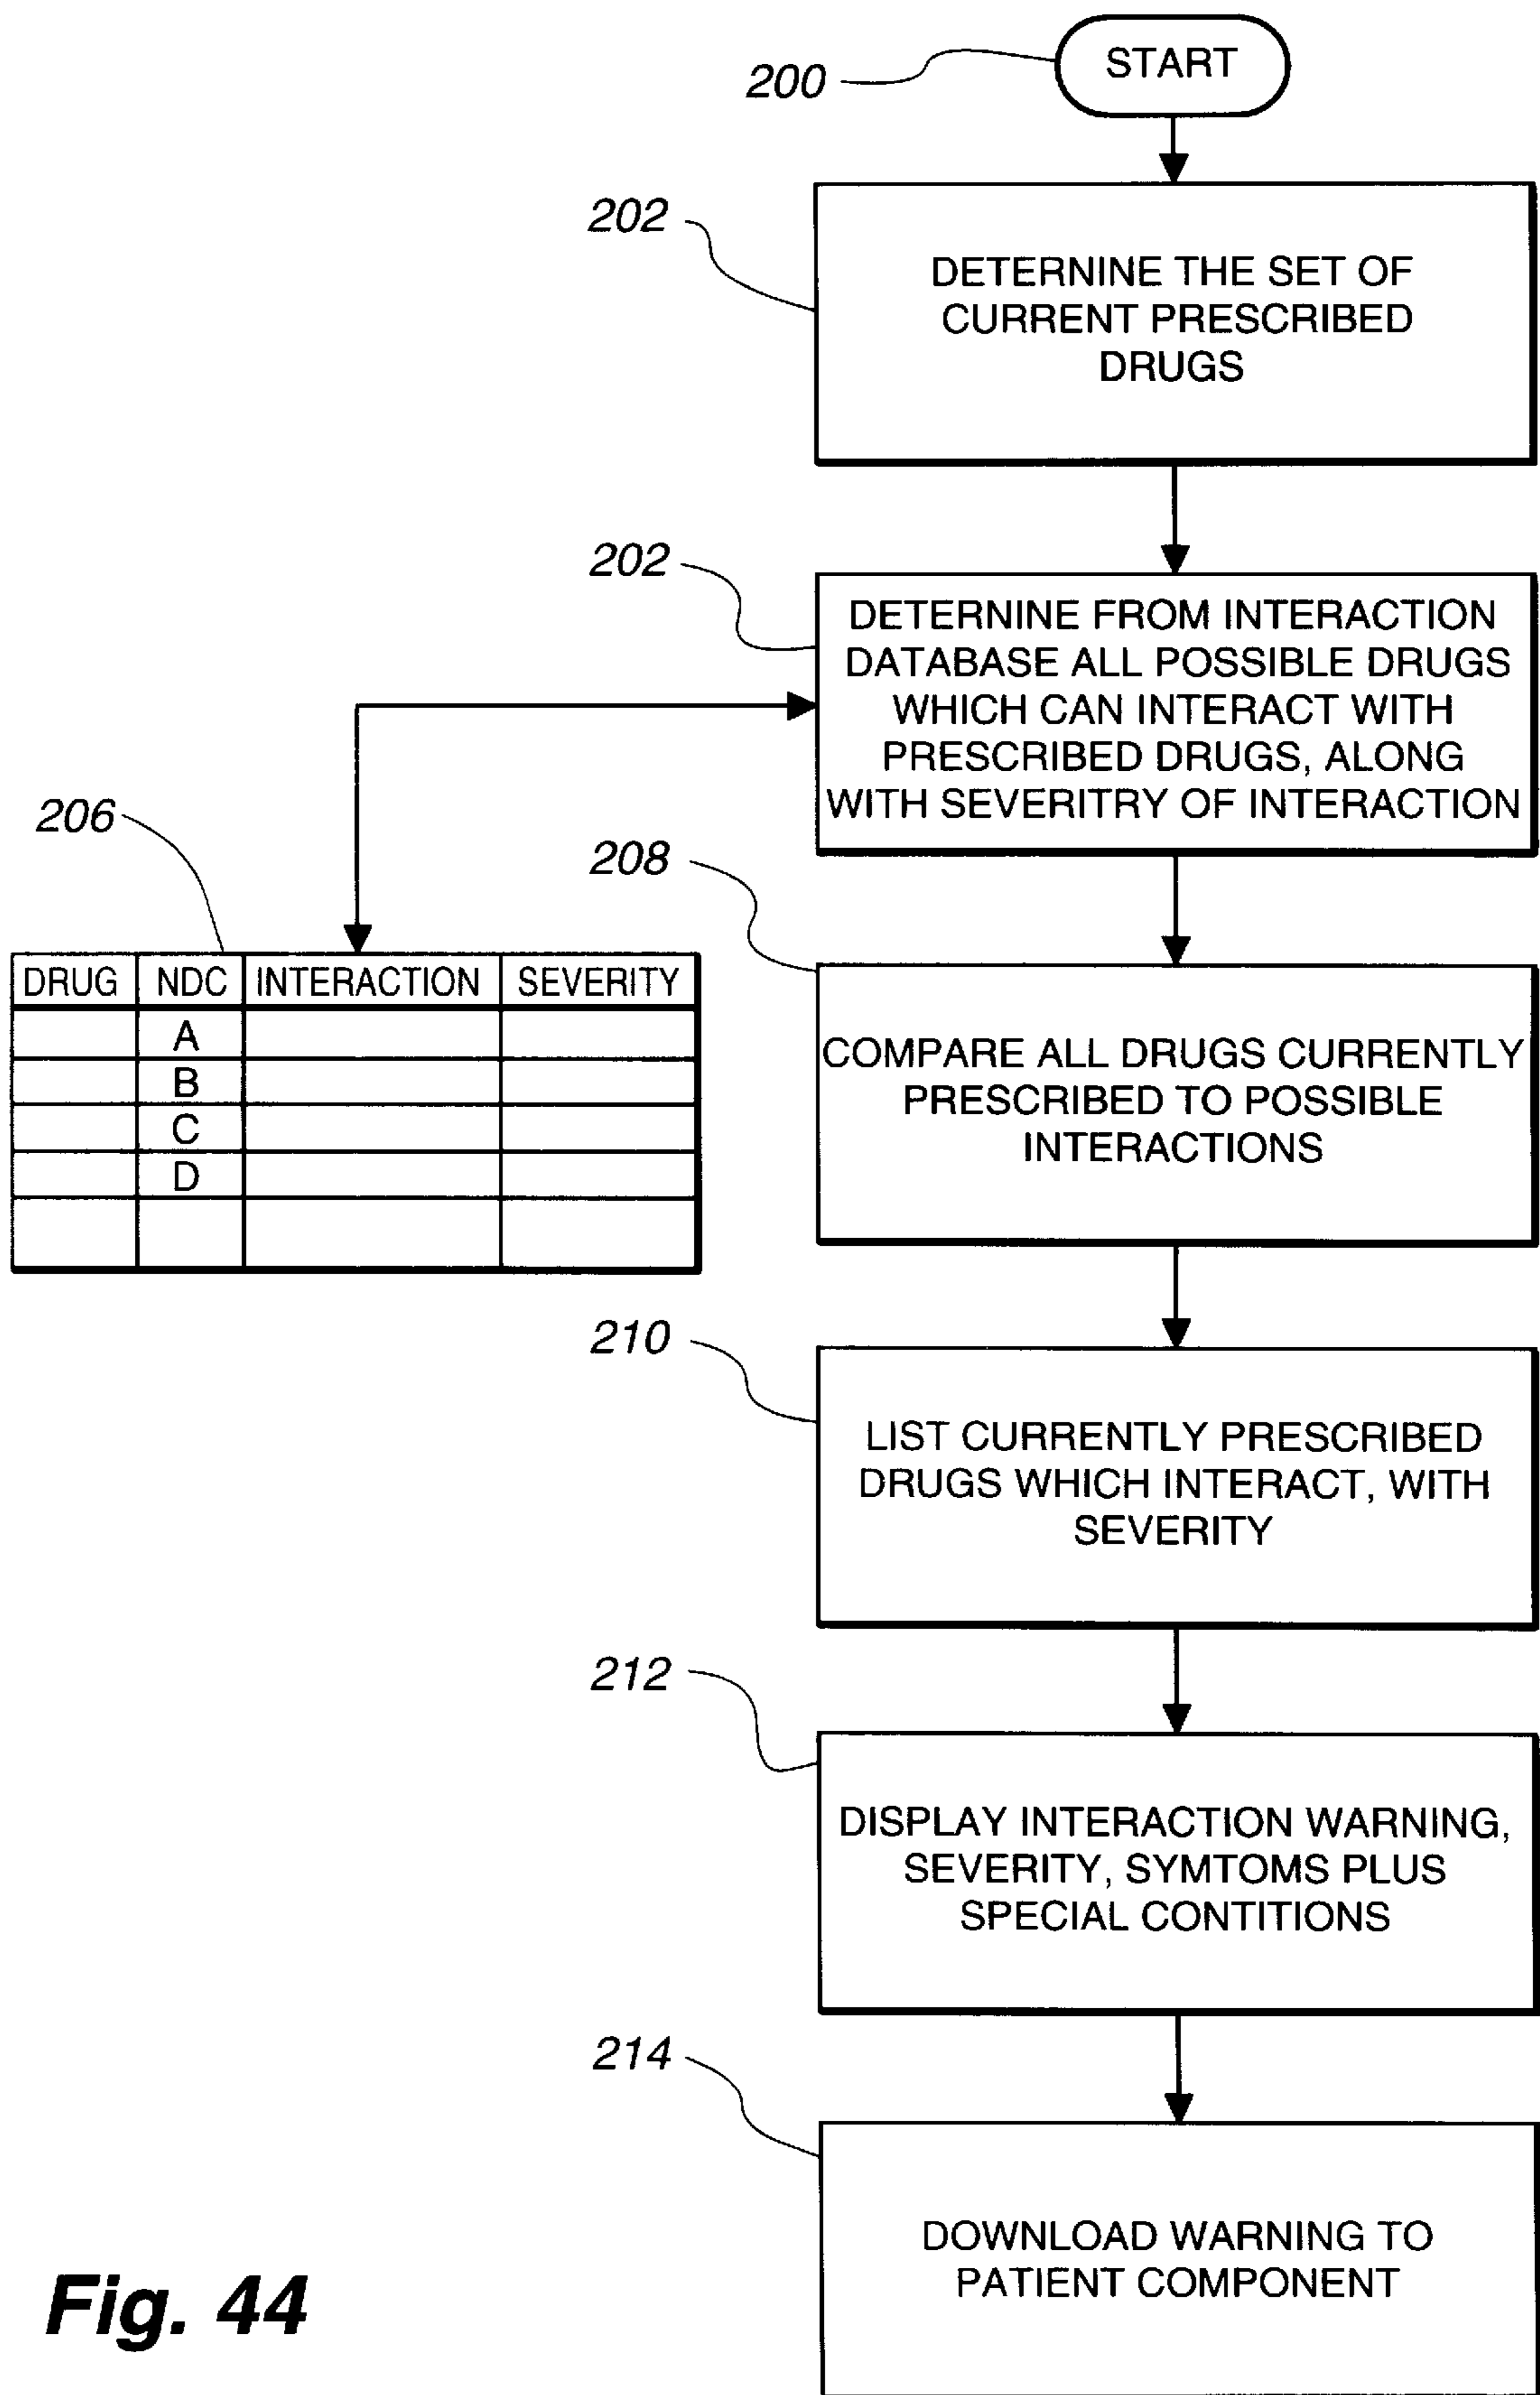 200
START
202
DETERNINE THE SET OF
CURRENT PRESCRIBED
DRUGS
202
DETERNINE FROM INTERACTION
DATABASE ALL POSSIBLE DRUGS
WHICH CAN INTERACT WITH
PRESCRIBED DRUGS, ALONG
WITH SEVERITRY OF INTERACTION
206
DRUG NDC INTERACTION SEVERITY
A
B
C
D
208
COMPARE ALL DRUGS CURRENTLY
PRESCRIBED TO POSSIBLE
INTERACTIONS
210
LIST CURRENTLY PRESCRIBED
DRUGS WHICH INTERACT, WITH
SEVERITY
212
DISPLAY INTERACTION WARNING,
SEVERITY, SYMTOMS PLUS
SPECIAL CONTITIONS
214
DOWNLOAD WARNING TO
PATIENT COMPONENT
Fig. 44